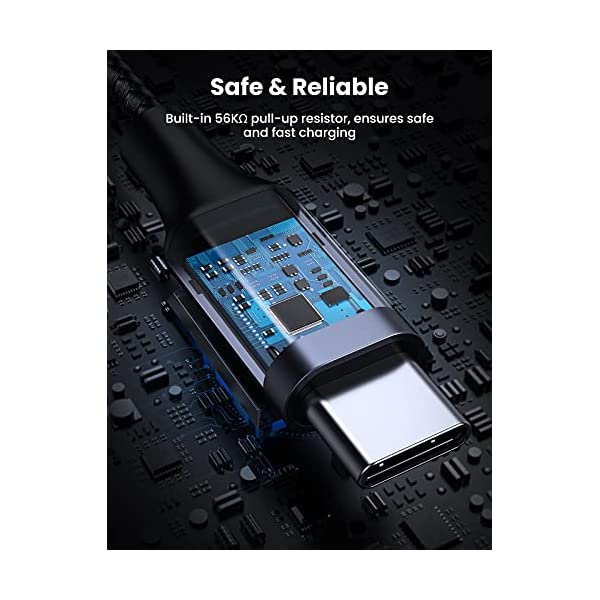 Safe & Reliable
Built-in 56KΩ pull-up resistor, ensures safe
and fast charging